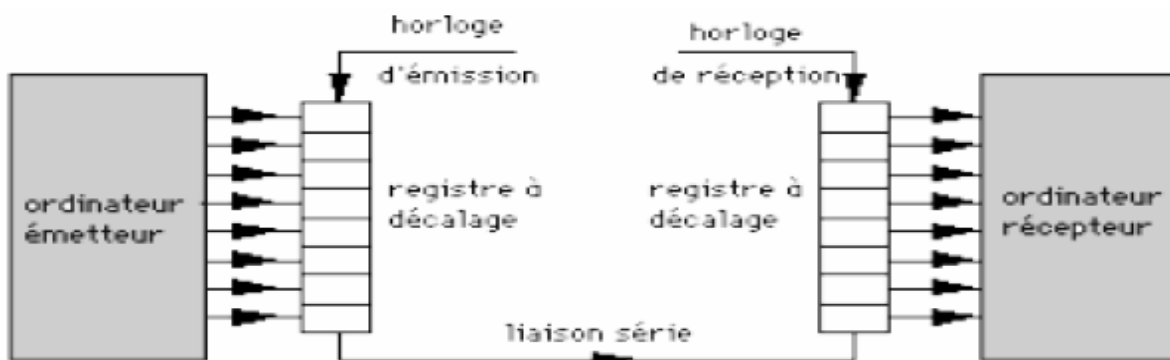 horloge
d'émission
horloge
de réception
ordinateur
émetteur
registre à
décalage
registre à
décalage
ordinateur
récepteur
liaison série